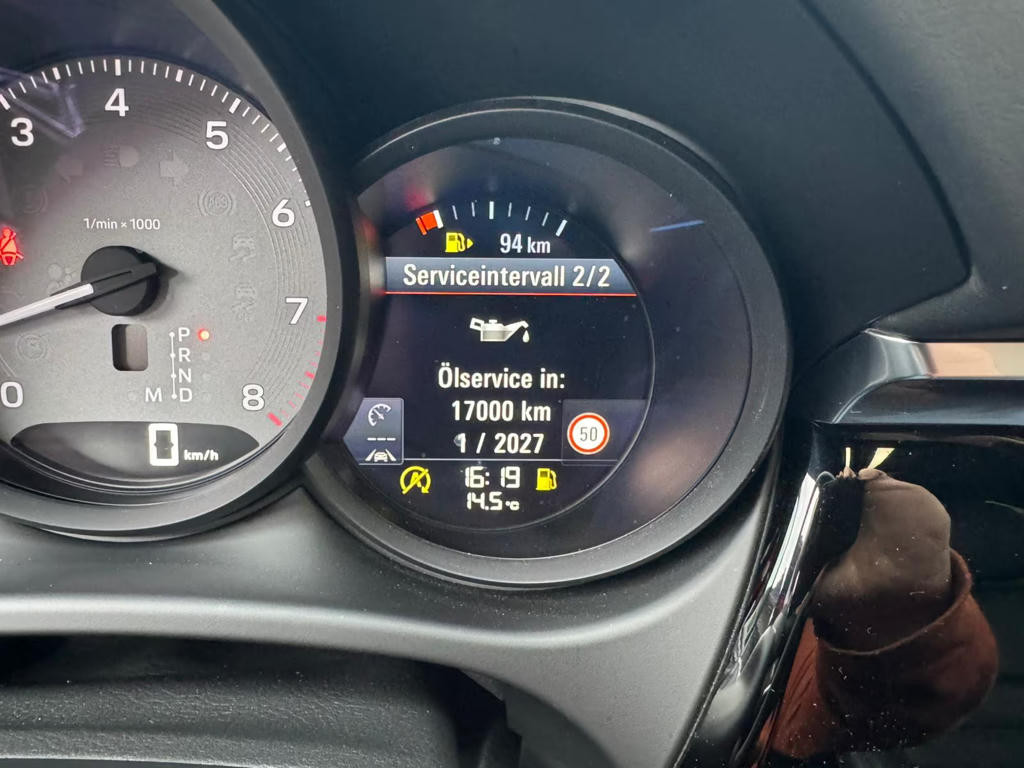 3
4
5
6
7
8
0
1/min × 1000
P
R
N
M D
0 km/h
94 km
Serviceintervall 2/2
Ölservice in:
17000 km
1 / 2027
---
50
16:19
14.5 °C